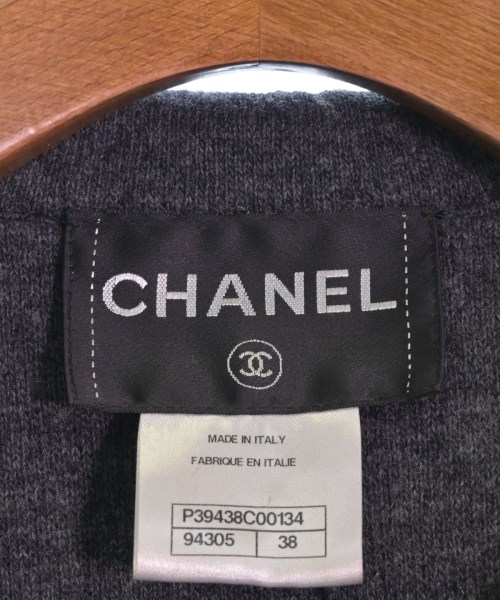 CHANEL
MADE IN ITALY
FABRIQUE EN ITALIE
P39438C00134
94305 38